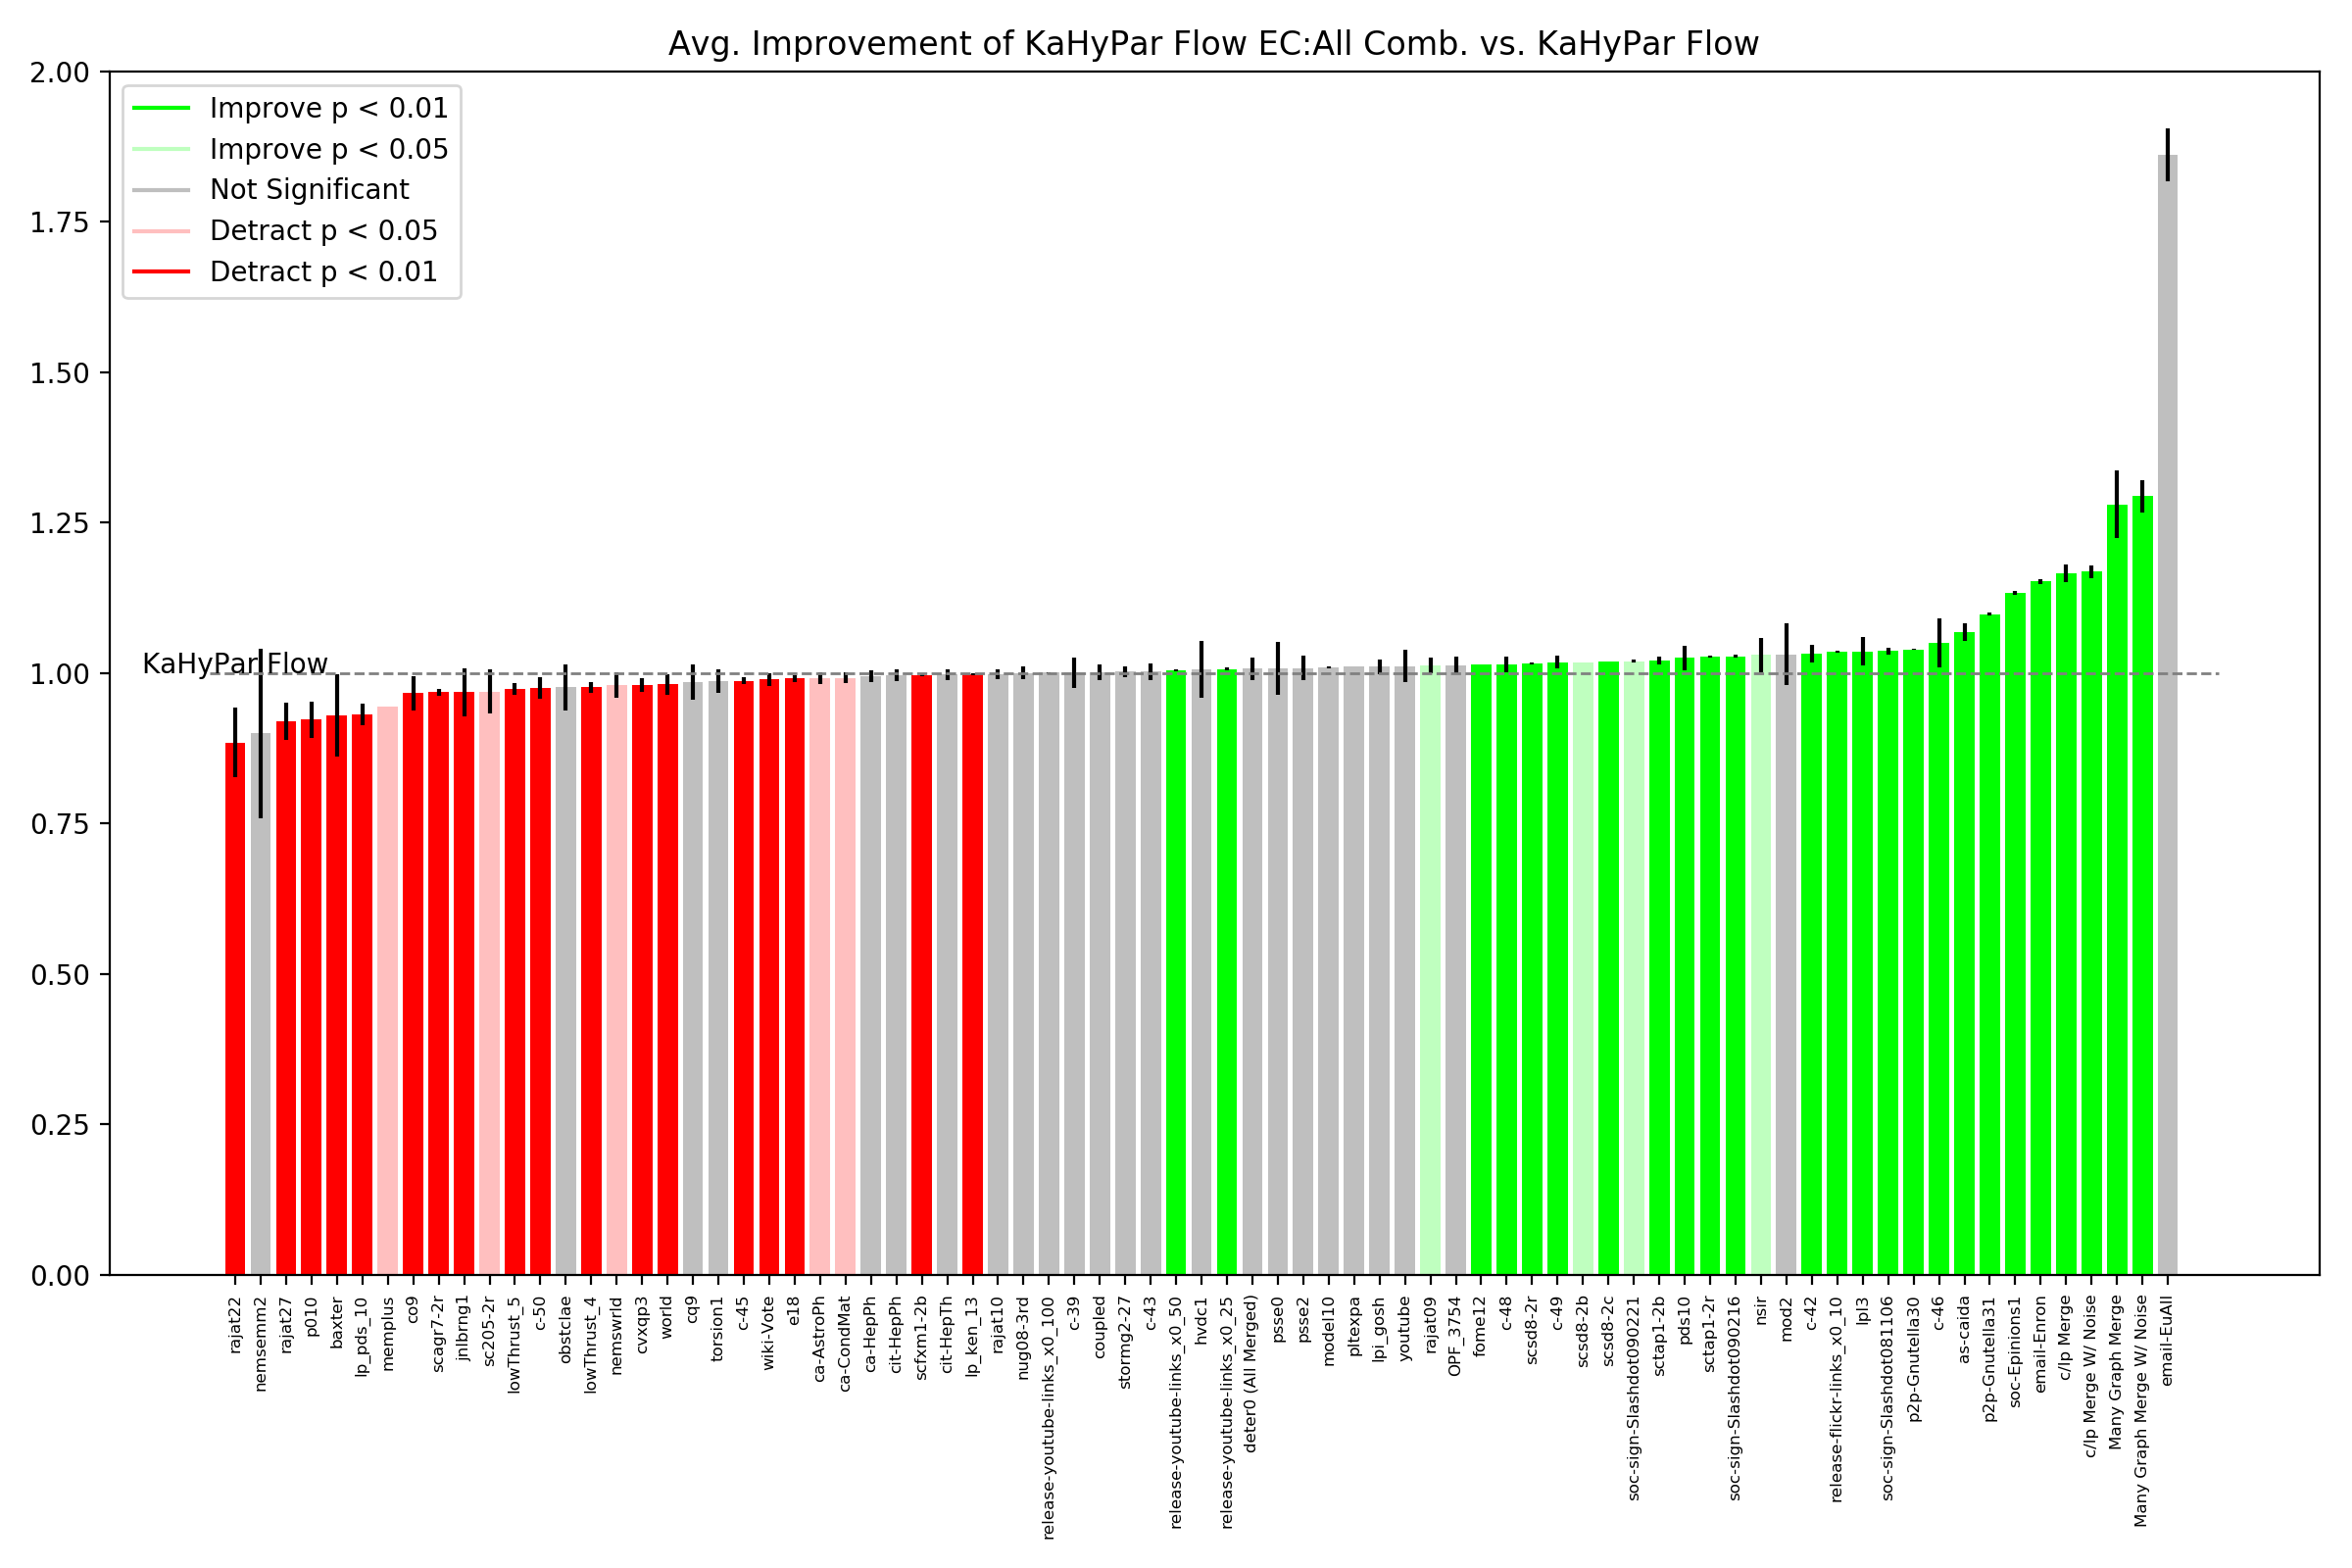 Avg. Improvement of KaHyPar Flow EC:All Comb. vs. KaHyPar Flow
2.00
1.75
1.50
1.25
1.00
0.75
0.50
0.25
0.00
Improve p < 0.01
Improve p < 0.05
Not Significant
Detract p < 0.05
Detract p < 0.01
KaHyPar Flow
rajat22
nemsemm2
rajat27
p010
baxter
lp_pds_10
memplus
co9
scagr7-2r
jnlbrng1
sc205-2r
lowThrust_5
c-50
obstclae
lowThrust_4
nemswrld
cvxqp3
world
cq9
torsion1
c-45
wiki-Vote
e18
ca-AstroPh
ca-CondMat
ca-HepPh
cit-HepPh
scfxm1-2b
cit-HepTh
lp_ken_13
rajat10
nug08-3rd
release-youtube-links_x0_100
c-39
coupled
stormg2-27
c-43
release-youtube-links_x0_50
hvdc1
release-youtube-links_x0_25
deter0 (All Merged)
psse0
psse2
model10
pltexpa
lpi_gosh
youtube
rajat09
OPF_3754
fome12
c-48
scsd8-2r
c-49
scsd8-2b
scsd8-2c
soc-sign-Slashdot090221
sctap1-2b
pds10
sctap1-2r
soc-sign-Slashdot090216
nsir
mod2
c-42
release-flickr-links_x0_10
lpl3
soc-sign-Slashdot081106
p2p-Gnutella30
c-46
as-caida
p2p-Gnutella31
soc-Epinions1
email-Enron
c/lp Merge
c/lp Merge W/ Noise
Many Graph Merge
Many Graph Merge W/ Noise
email-EuAll